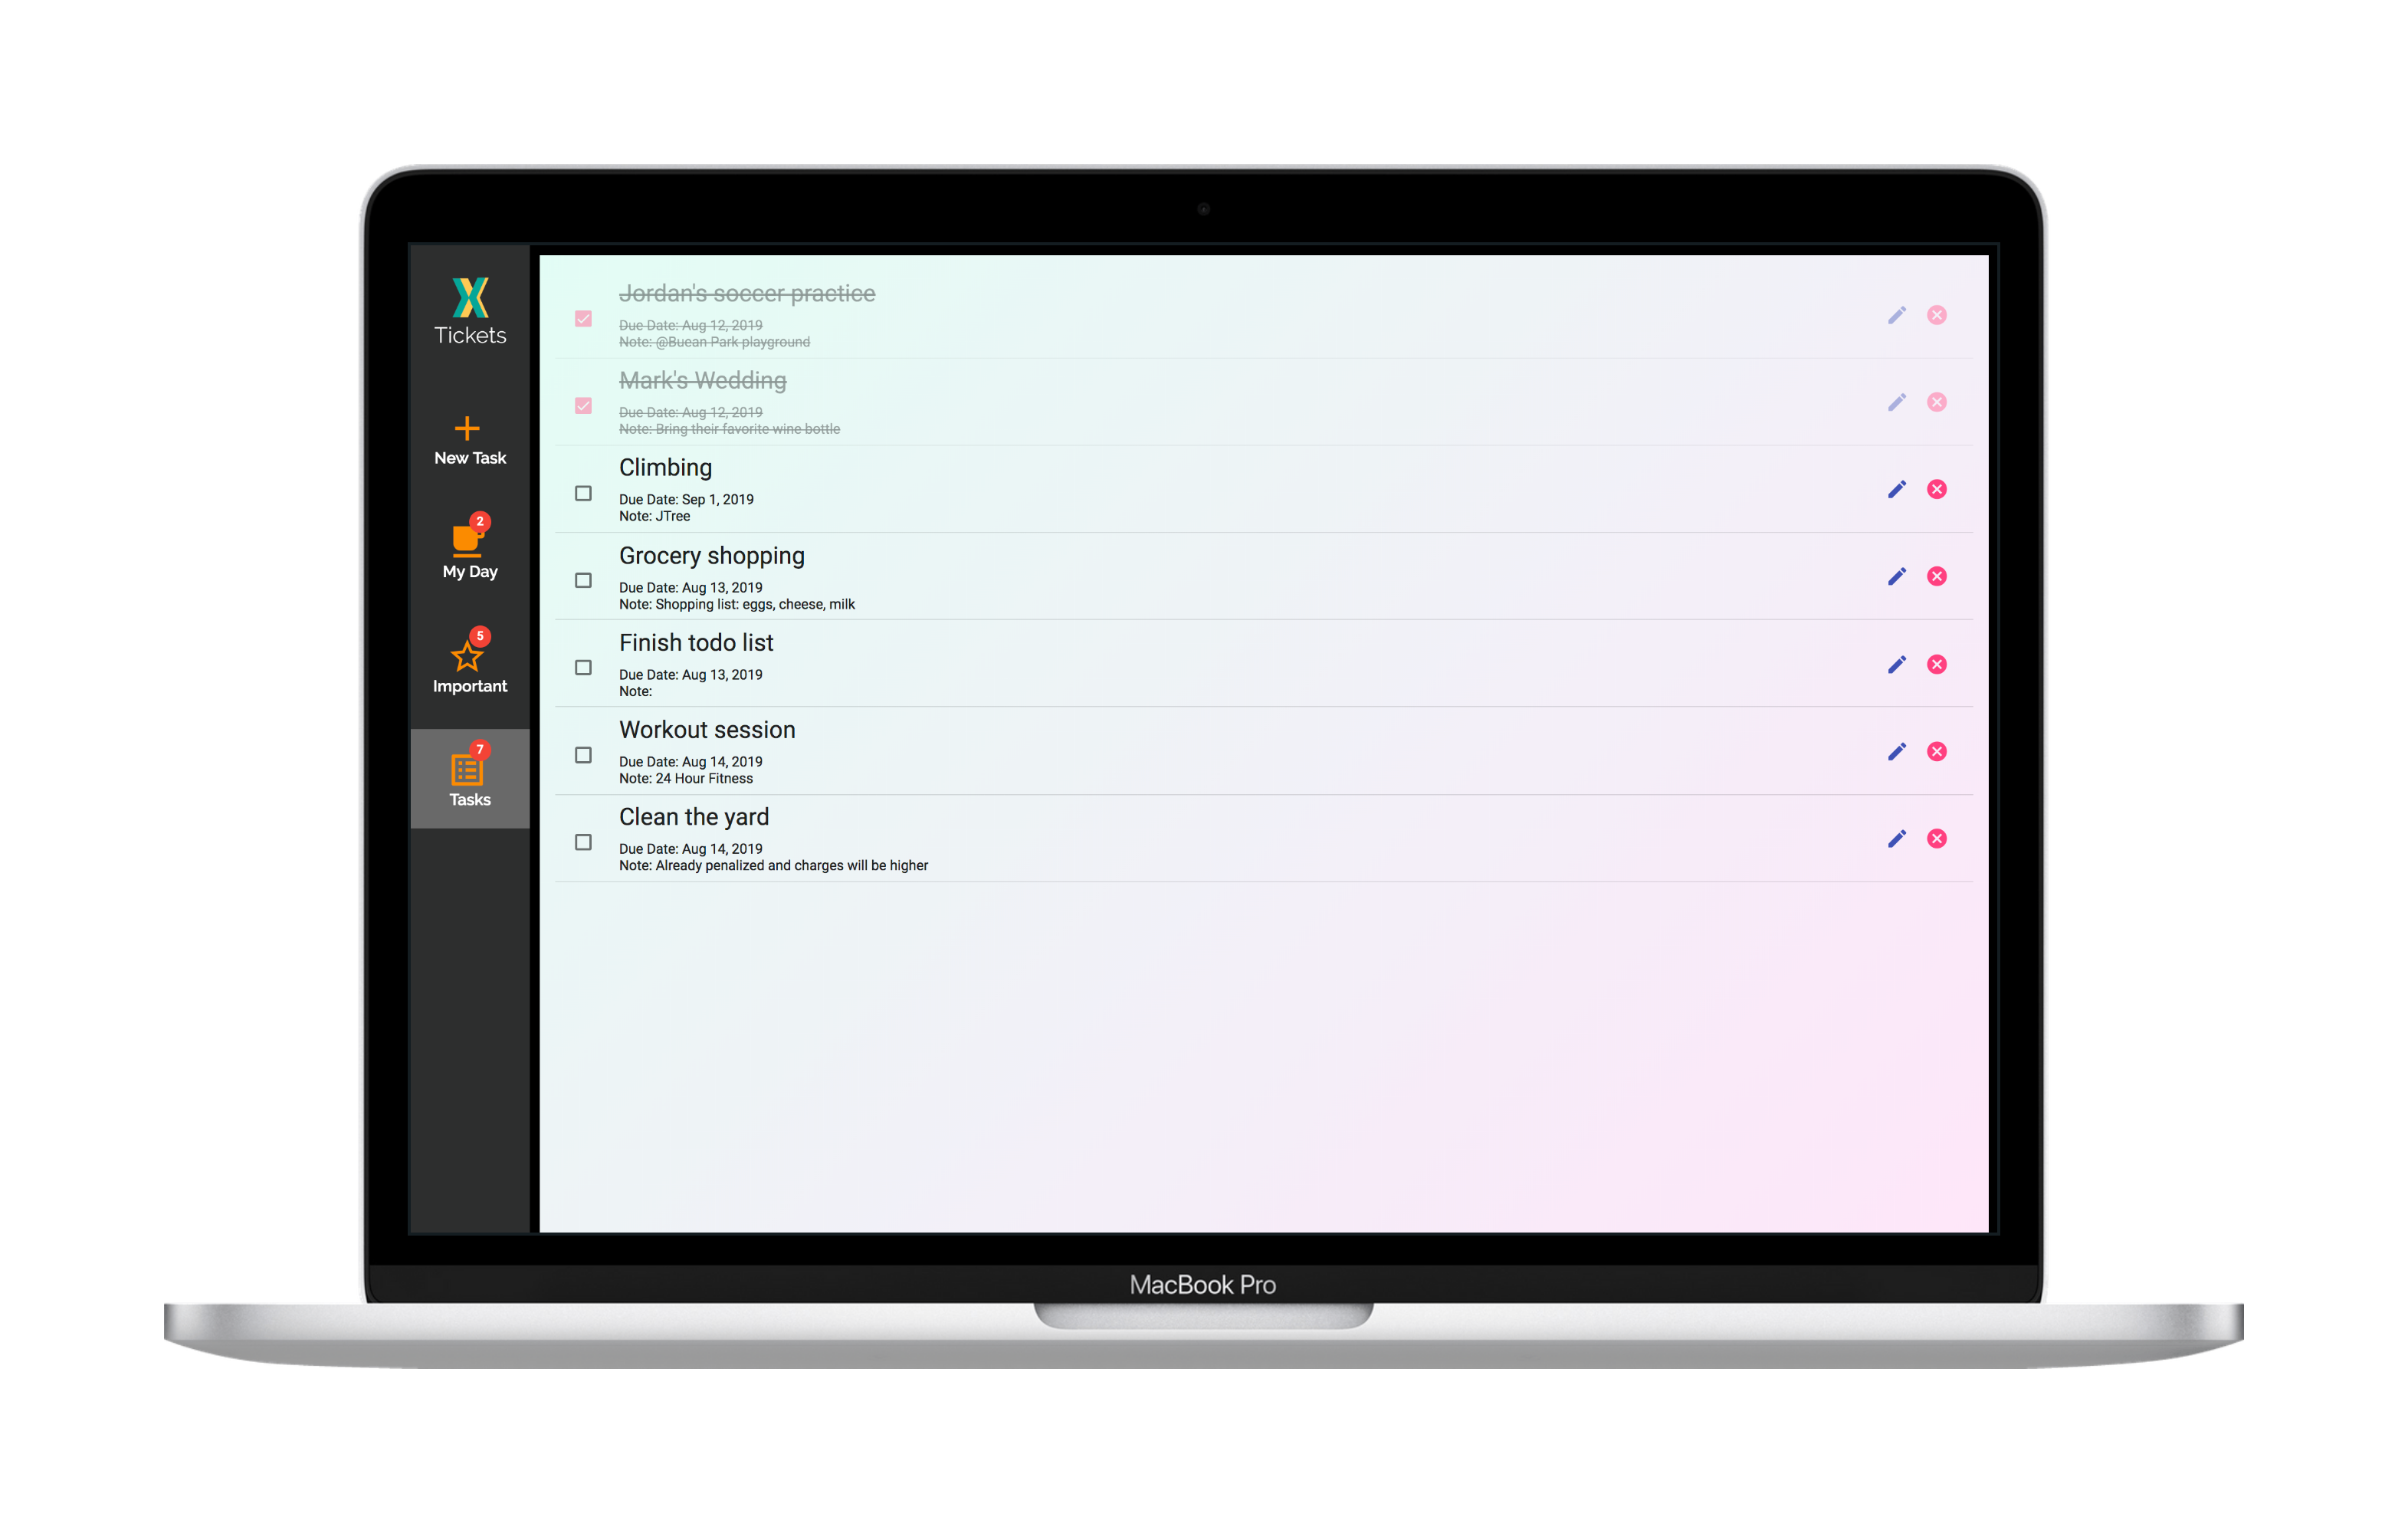 Tickets
New Task
2
My Day
5
Important
7
Tasks
Jordan's soccer practice
Due Date: Aug 12, 2019
Note: @Buean Park playground
Mark's Wedding
Due Date: Aug 12, 2019
Note: Bring their favorite wine bottle
Climbing
Due Date: Sep 1, 2019
Note: JTree
Grocery shopping
Due Date: Aug 13, 2019
Note: Shopping list: eggs, cheese, milk
Finish todo list
Due Date: Aug 13, 2019
Note:
Workout session
Due Date: Aug 14, 2019
Note: 24 Hour Fitness
Clean the yard
Due Date: Aug 14, 2019
Note: Already penalized and charges will be higher
MacBook Pro